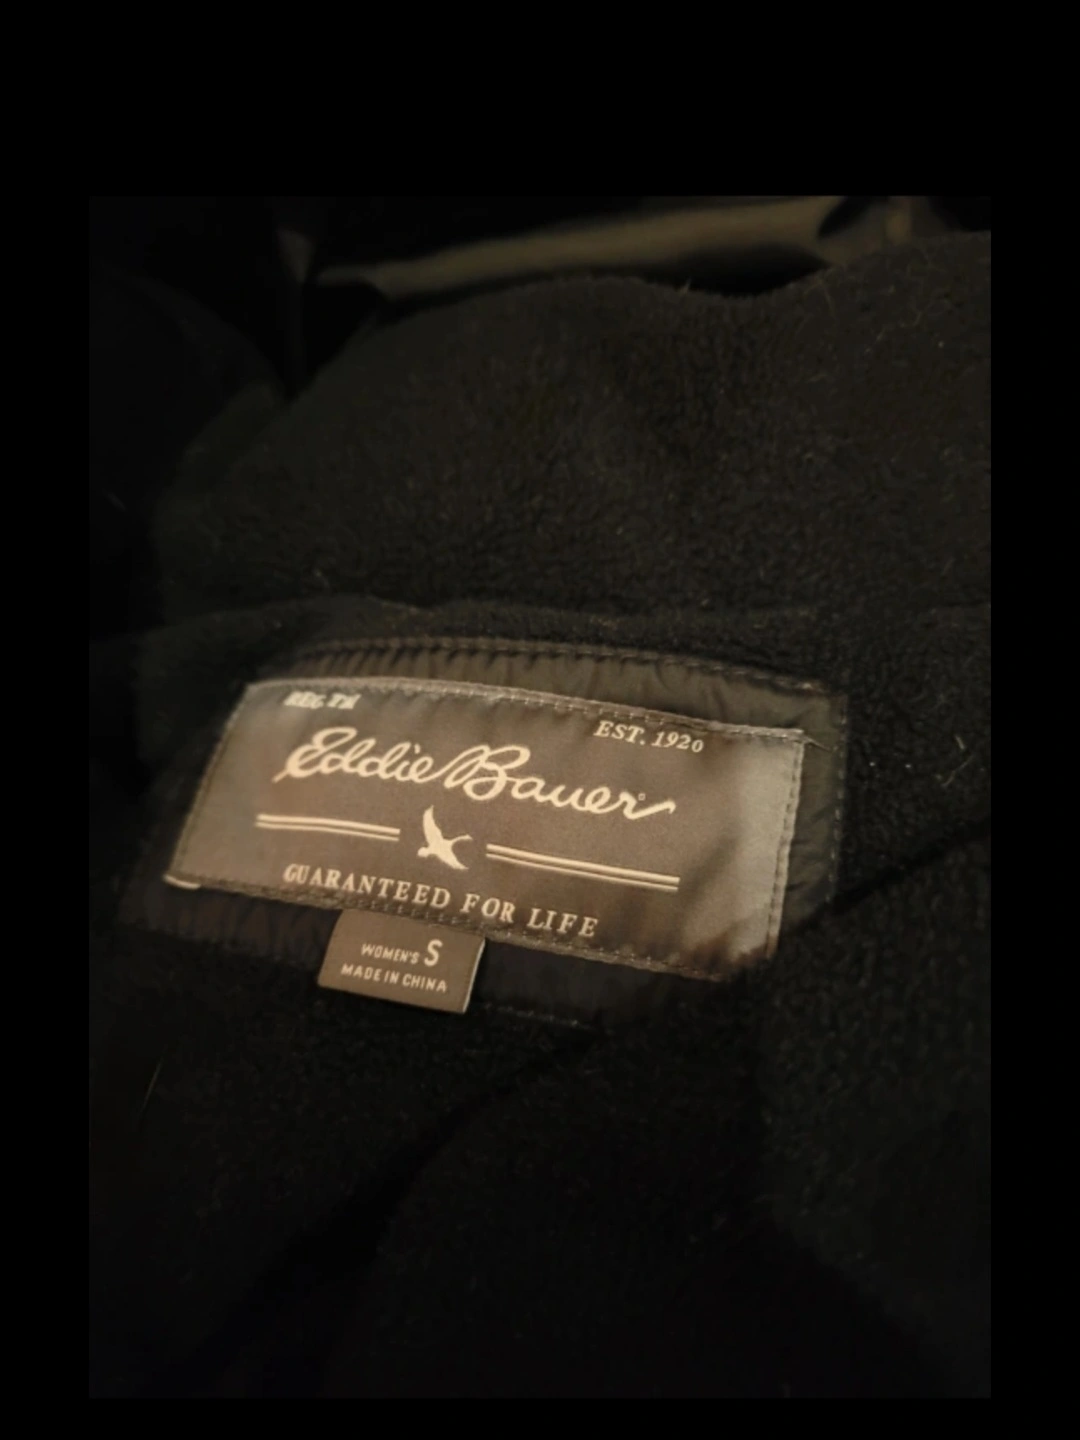 REG. TM
EST. 1920
Eddie Bauer®
GUARANTEED FOR LIFE
WOMEN'S S
MADE IN CHINA